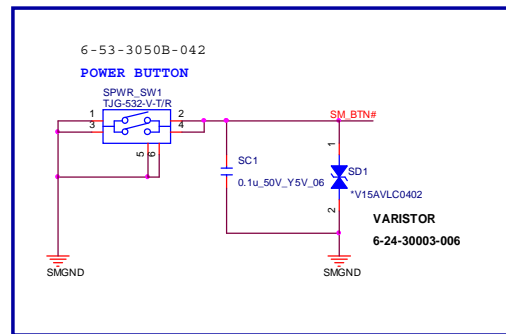 6-53-3050B-042
POWER BUTTON
SPWR_SW1
TJG-532-V-T/R
1
3
2
4
5
6
SM_BTN#
SC1
0.1u_50V_Y5V_06
1
SD1
*V15AVLC0402
2
VARISTOR
6-24-30003-006
SMGND
SMGND